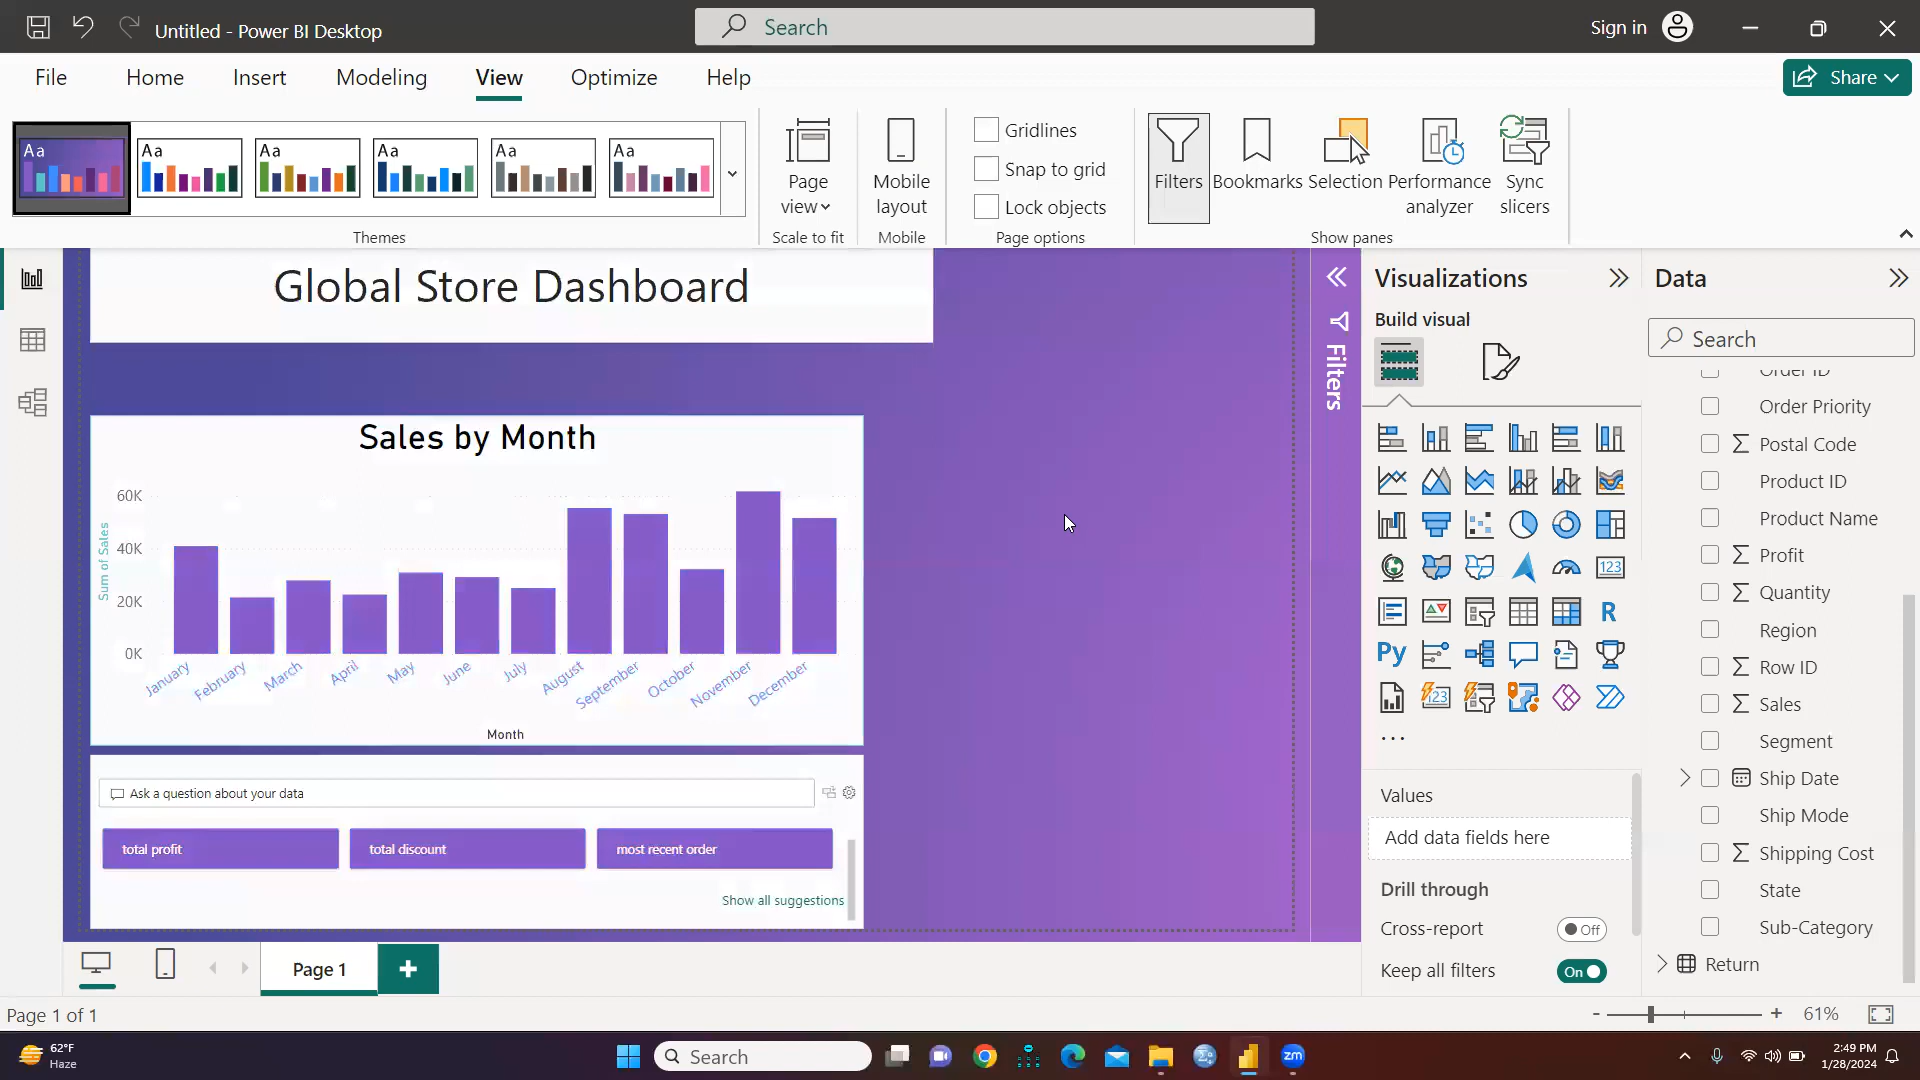 Untitled - Power BI Desktop
Search
Sign in
File
Home
Insert
Modeling
View
Optimize
Help
Share
Aa
Aa
Aa
Aa
Aa
Aa
Themes
Page view
Scale to fit
Mobile layout
Mobile
Gridlines
Snap to grid
Lock objects
Page options
Filters
Bookmarks
Selection
Performance analyzer
Sync slicers
Show panes
Global Store Dashboard
Sales by Month
Sum of Sales
60K
40K
20K
0K
January
February
March
April
May
June
July
August
September
October
November
December
Month
Ask a question about your data
total profit
total discount
most recent order
Show all suggestions
Filters
Visualizations
Build visual
123
R
Py
123
Values
Add data fields here
Drill through
Cross-report
Off
Keep all filters
On
Data
Search
Order ID
Order Priority
Postal Code
Product ID
Product Name
Profit
Quantity
Region
Row ID
Sales
Segment
Ship Date
Ship Mode
Shipping Cost
State
Sub-Category
Return
Page 1
Page 1 of 1
61%
62°F
Haze
Search
zm
2:49 PM
1/28/2024